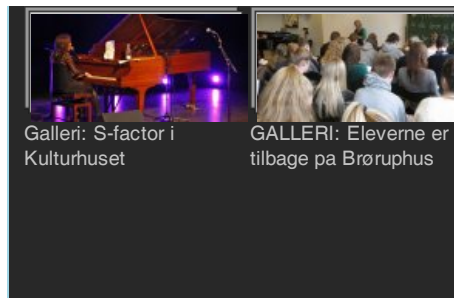 Galleri: S-factor i
Kulturhuset
GALLERI: Eleverne er
tilbage pa Brøruphus